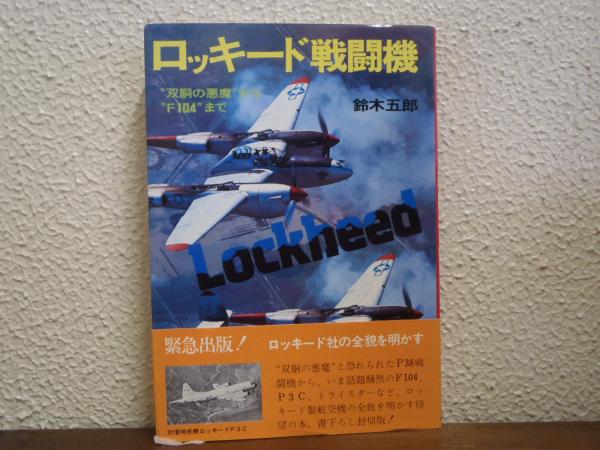 ロッキード戦闘機
“双胴の悪魔”から
“F104”まで
鈴木五郎
Lockheed
緊急出版!
ロッキード社の全貌を明かす
“双胴の悪魔”と恐れられたP38戦
闘機から、いま話題騒然のF104、
P3C、トライスターなど、ロッ
キード製航空機の全貌を明かす待
望の本。書下ろし封切版!
対潜哨戒機ロッキードP3C